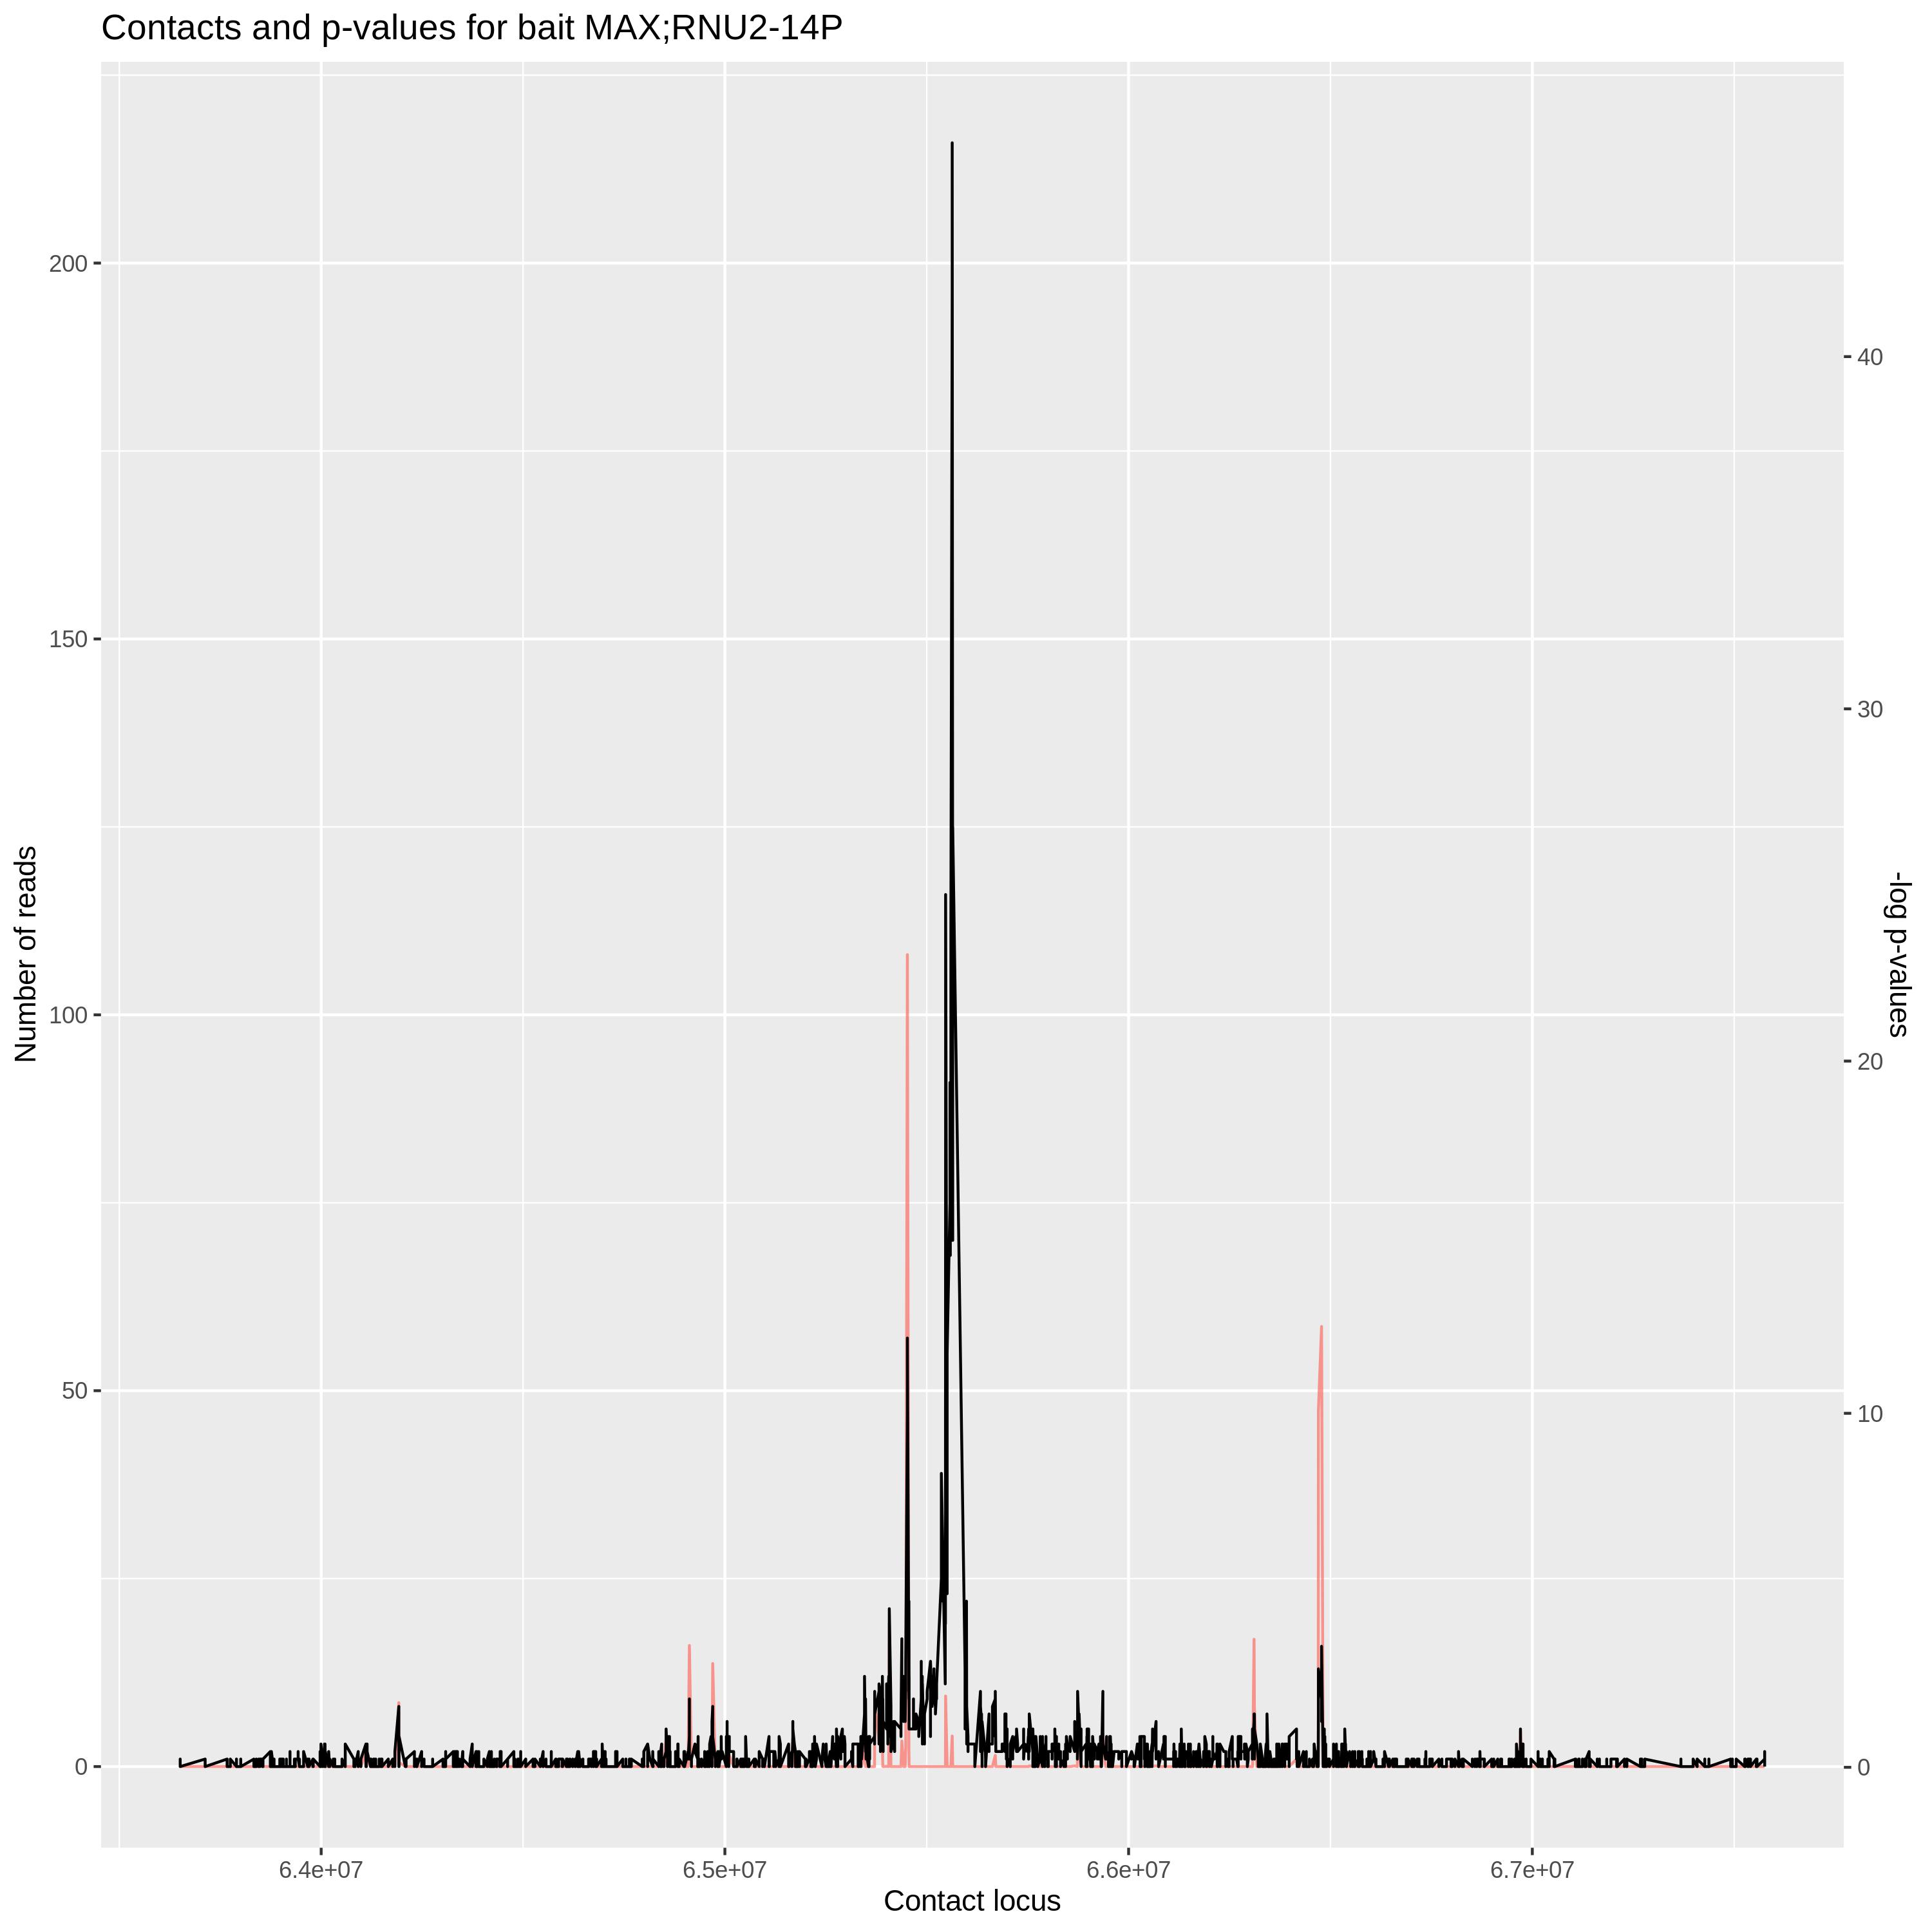 Contacts and p-values for bait MAX;RNU2-14P
200
150
100
50
0
Number of reads
40
30
20
10
0
-log p-values
6.4e+07 6.5e+07 6.6e+07 6.7e+07
Contact locus